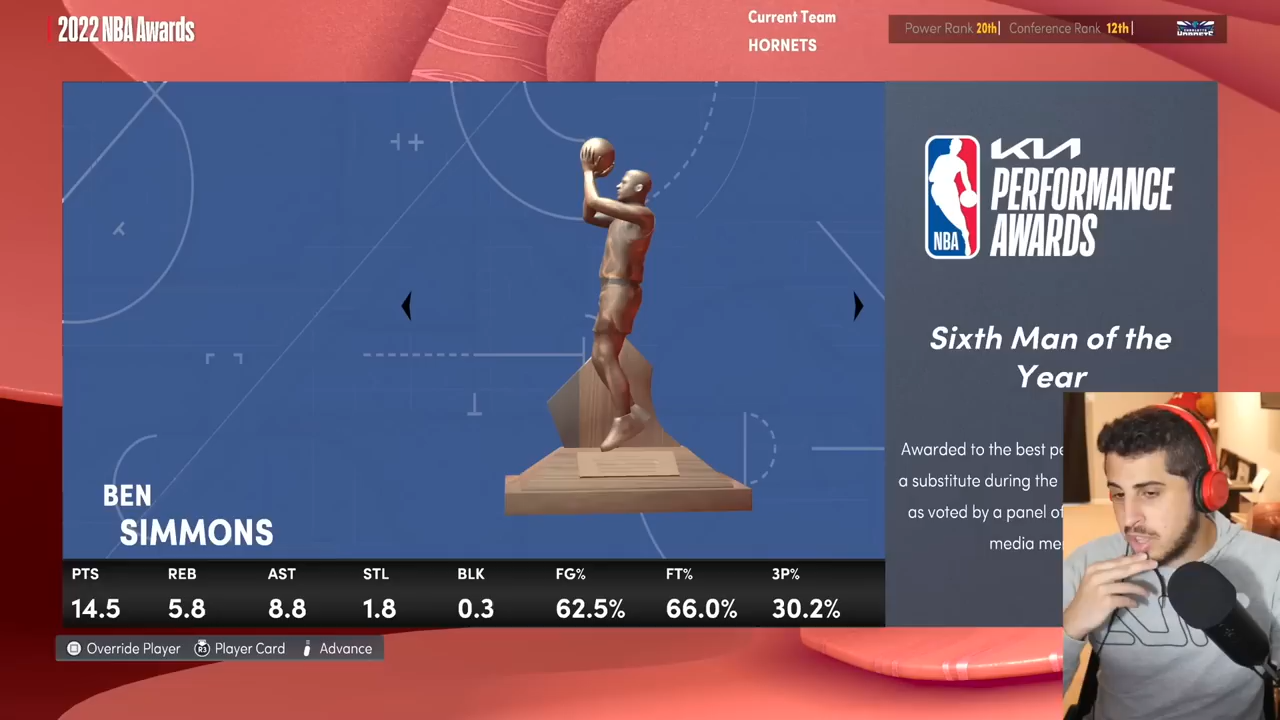 2022 NBA Awards
Current Team
HORNETS
Power Rank 20th| Conference Rank 12th|
KIA
PERFORMANCE
AWARDS
NBA
Sixth Man of the
Year
Awarded to the best
a substitute during the
as voted by a panel
media
BEN
SIMMONS
PTS REB AST STL BLK FG% FT% 3P%
14.5 5.8 8.8 1.8 0.3 62.5% 66.0% 30.2%
R3
Override Player Player Card Advance